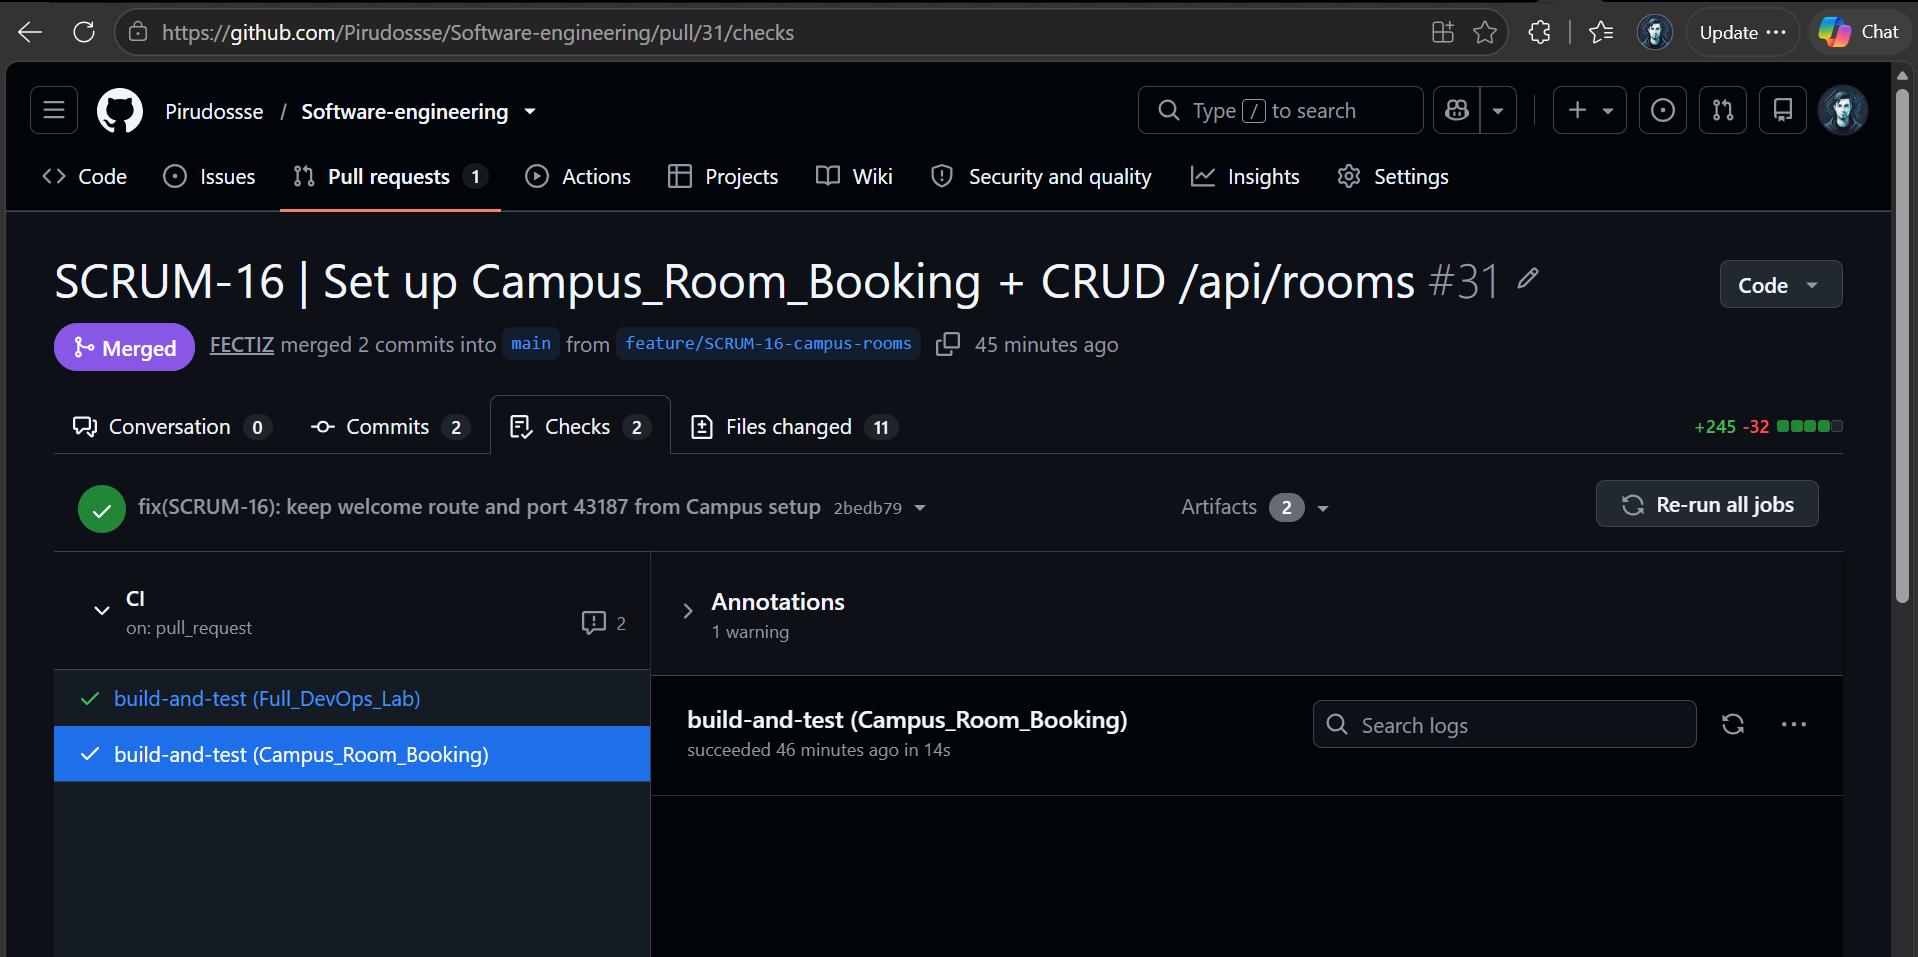 https://github.com/Pirudossse/Software-engineering/pull/31/checks
Update
Chat
Pirudossse / Software-engineering
Type / to search
Code
Issues
Pull requests 1
Actions
Projects
Wiki
Security and quality
Insights
Settings
SCRUM-16 | Set up Campus_Room_Booking + CRUD /api/rooms #31
Code
Merged
FECTIZ merged 2 commits into main from feature/SCRUM-16-campus-rooms 45 minutes ago
Conversation 0
Commits 2
Checks 2
Files changed 11
+245 -32
fix(SCRUM-16): keep welcome route and port 43187 from Campus setup 2bedb79
Artifacts 2
Re-run all jobs
CI
on: pull_request
2
Annotations
1 warning
build-and-test (Full_DevOps_Lab)
build-and-test (Campus_Room_Booking)
build-and-test (Campus_Room_Booking)
succeeded 46 minutes ago in 14s
Search logs